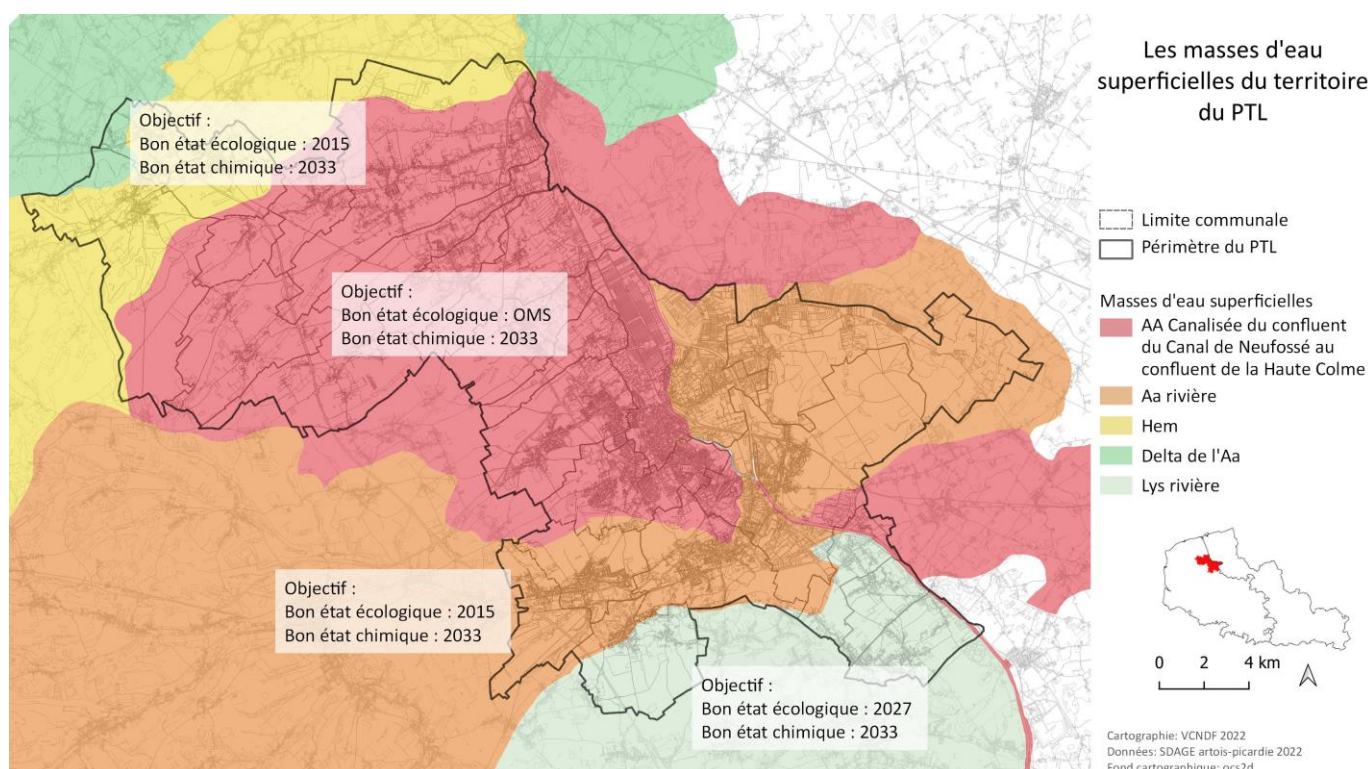 Les masses d'eau
superficielles du territoire
du PTL
Objectif :
Bon état écologique : 2015
Bon état chimique : 2033
Objectif :
Bon état écologique : OMS
Bon état chimique : 2033
Objectif :
Bon état écologique : 2015
Bon état chimique : 2033
Objectif :
Bon état écologique : 2027
Bon état chimique : 2033
Limite communale
Périmètre du PTL
Masses d'eau superficielles
AA Canalisée du confluent
du Canal de Neufossé au
confluent de la Haute Colme
Aa rivière
Hem
Delta de l'Aa
Lys rivière
0 2 4 km
Cartographie: VCNDF 2022
Données: SDAGE artois-picardie 2022
Fond cartographique: ocs2d